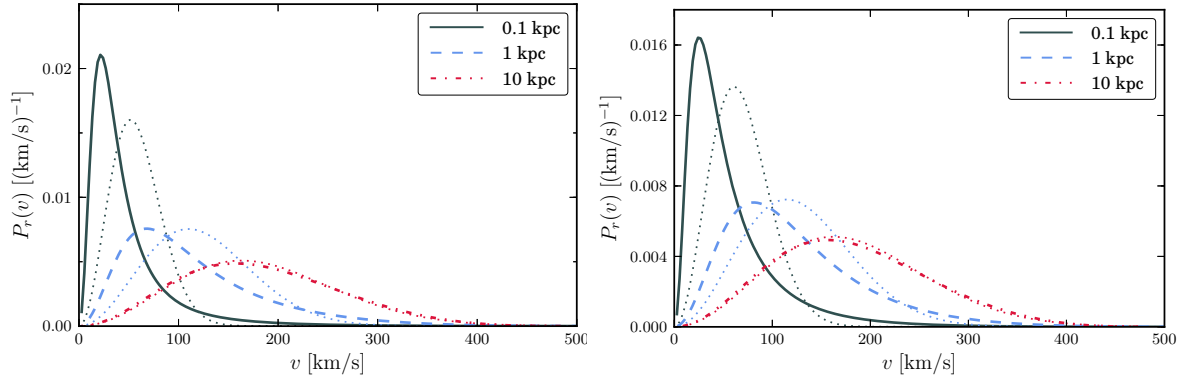 0.02
0.01
0.00
P_r(v) [(km/s)^{-1}]
0 100 200 300 400 500
v [km/s]
0.1 kpc
1 kpc
10 kpc
0.016
0.012
0.008
0.004
0.000
P_r(v) [(km/s)^{-1}]
0 100 200 300 400 500
v [km/s]
0.1 kpc
1 kpc
10 kpc